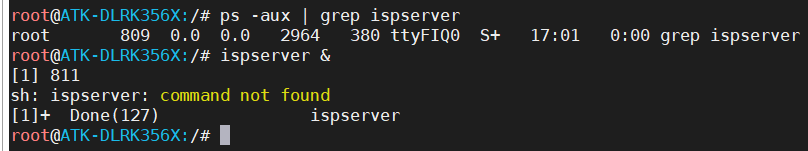 root@ATK-DLRK356X:/# ps -aux | grep ispserver
root       809  0.0  0.0   2964   380 ttyFIQ0  S+   17:01   0:00 grep ispserver
root@ATK-DLRK356X:/# ispserver &
[1] 811
sh: ispserver: command not found
[1]+  Done(127)               ispserver
root@ATK-DLRK356X:/#